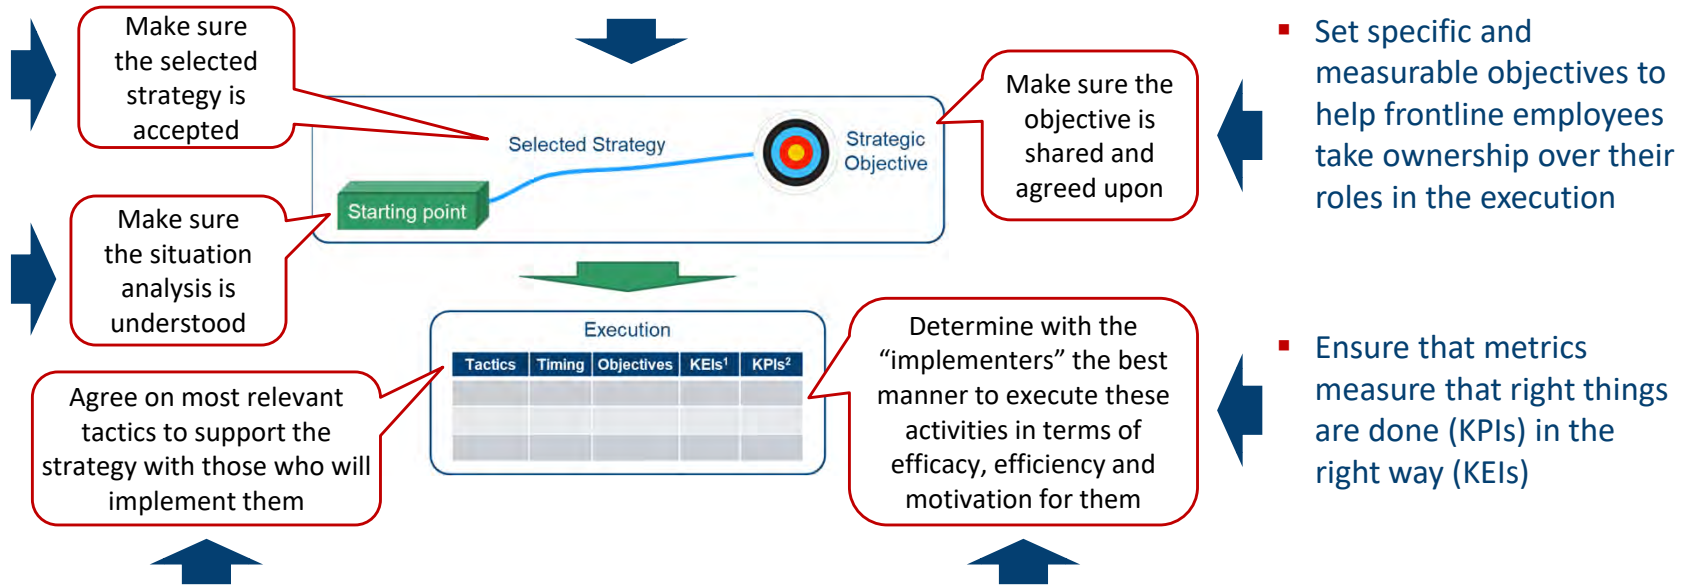 Make sure
the selected
strategy is
accepted
Selected Strategy
Strategic
Objective
Starting point
Make sure the
objective is
shared and
agreed upon
Set specific and
measurable objectives to
help frontline employees
take ownership over their
roles in the execution
Make sure
the situation
analysis is
understood
Execution
Tactics Timing Objectives KEIs¹ KPIs²
Agree on most relevant
tactics to support the
strategy with those who will
implement them
Determine with the
“implementers” the best
manner to execute these
activities in terms of
efficacy, efficiency and
motivation for them
Ensure that metrics
measure that right things
are done (KPIs) in the
right way (KEIs)